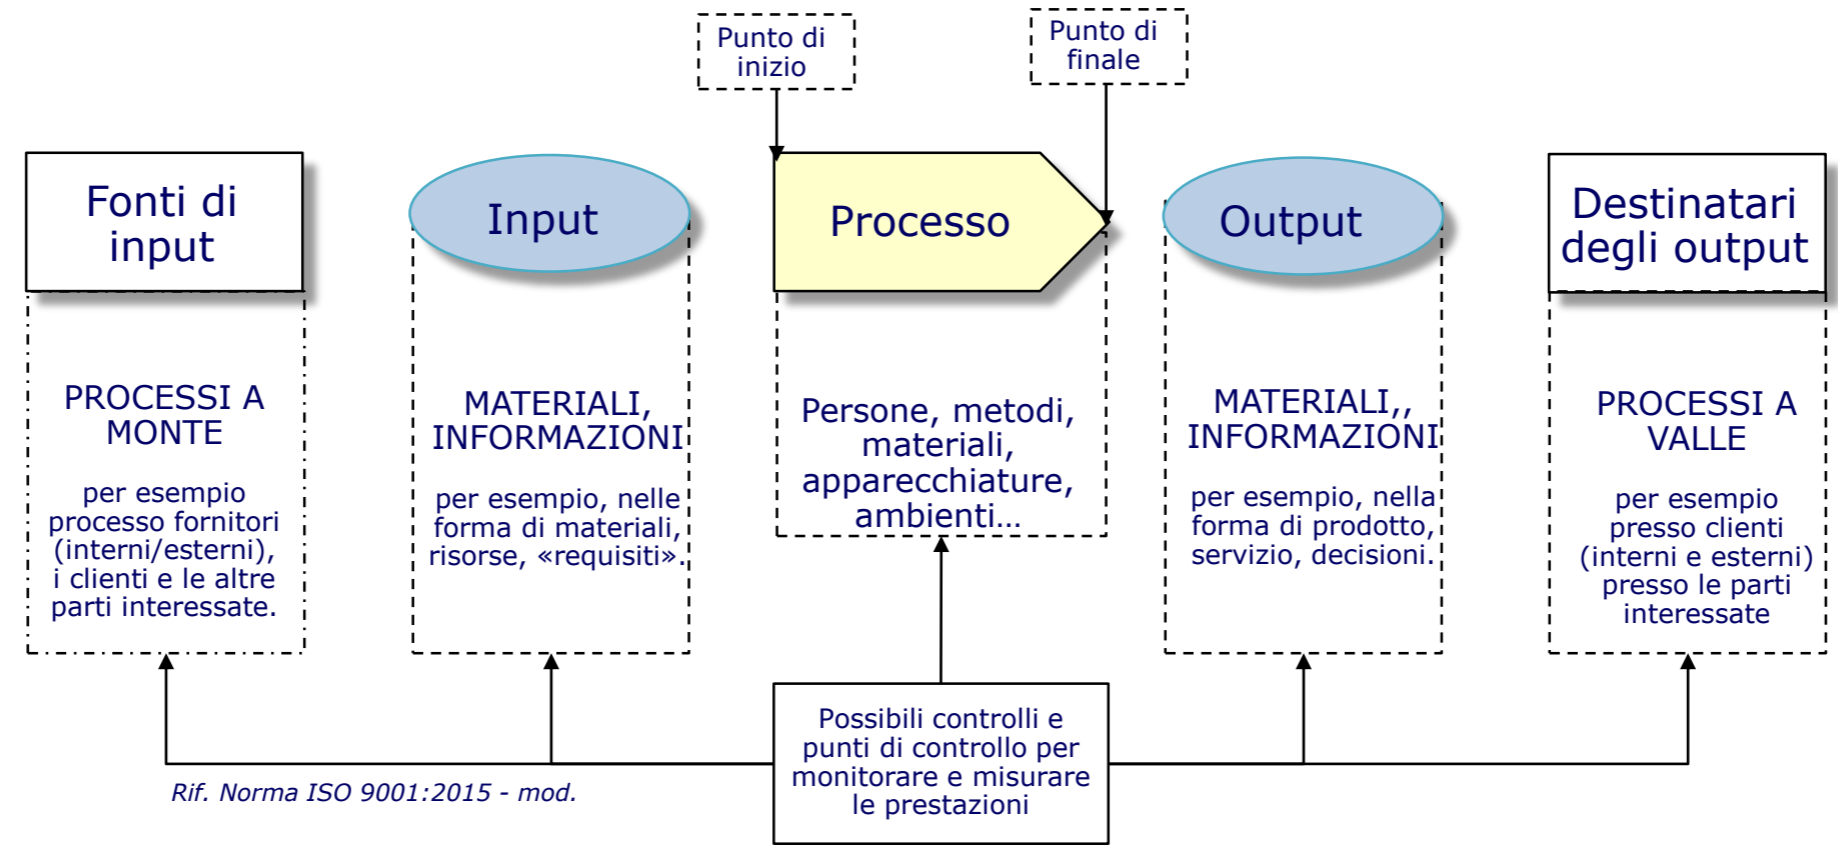 Punto di
inizio
Punto di
finale
Fonti di
input
Input
Processo
Output
Destinatari
degli output
PROCESSI A
MONTE
per esempio
processo fornitori
(interni/esterni),
i clienti e le altre
parti interessate.
MATERIALI,
INFORMAZIONI
per esempio, nelle
forma di materiali,
risorse, «requisiti».
Persone, metodi,
materiali,
apparecchiature,
ambienti…
MATERIALI,,
INFORMAZIONI
per esempio, nella
forma di prodotto,
servizio, decisioni.
PROCESSI A
VALLE
per esempio
presso clienti
(interni e esterni)
presso le parti
interessate
Possibili controlli e
punti di controllo per
monitorare e misurare
le prestazioni
Rif. Norma ISO 9001:2015 - mod.